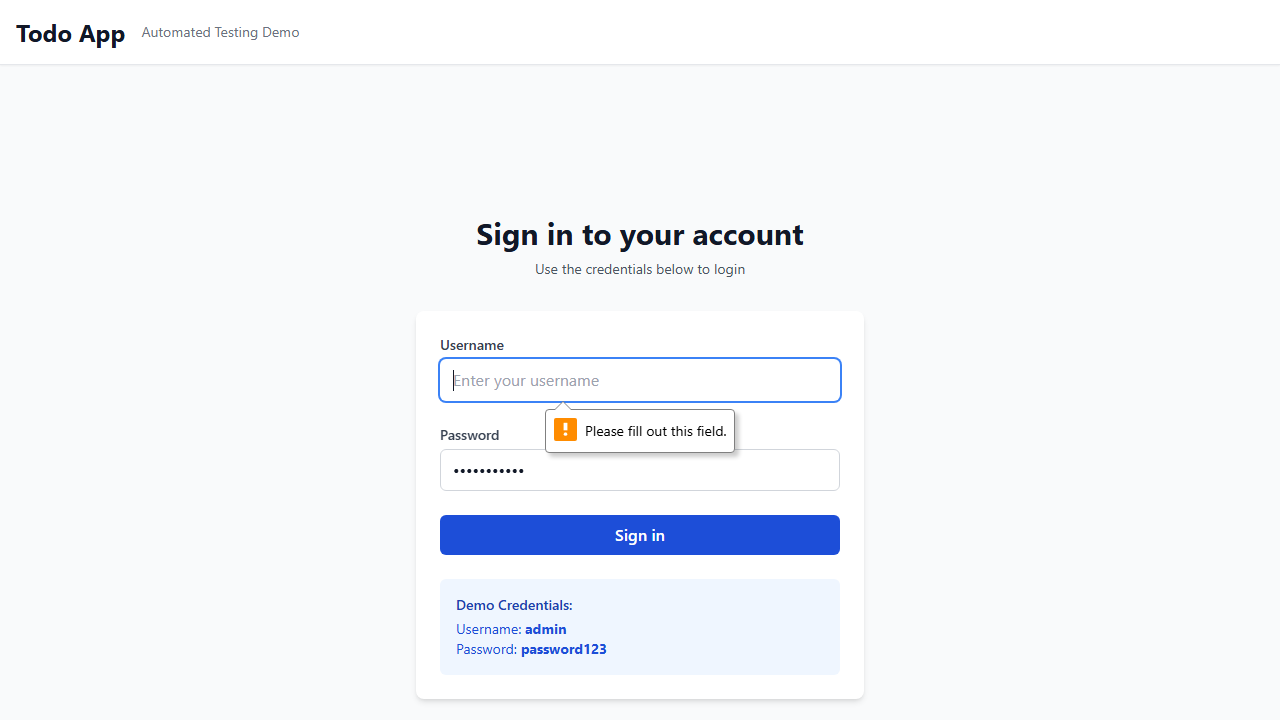 Todo App
Automated Testing Demo
Sign in to your account
Use the credentials below to login
Username
Enter your username
Please fill out this field.
Password
•••••••••••
Sign in
Demo Credentials:
Username: admin
Password: password123